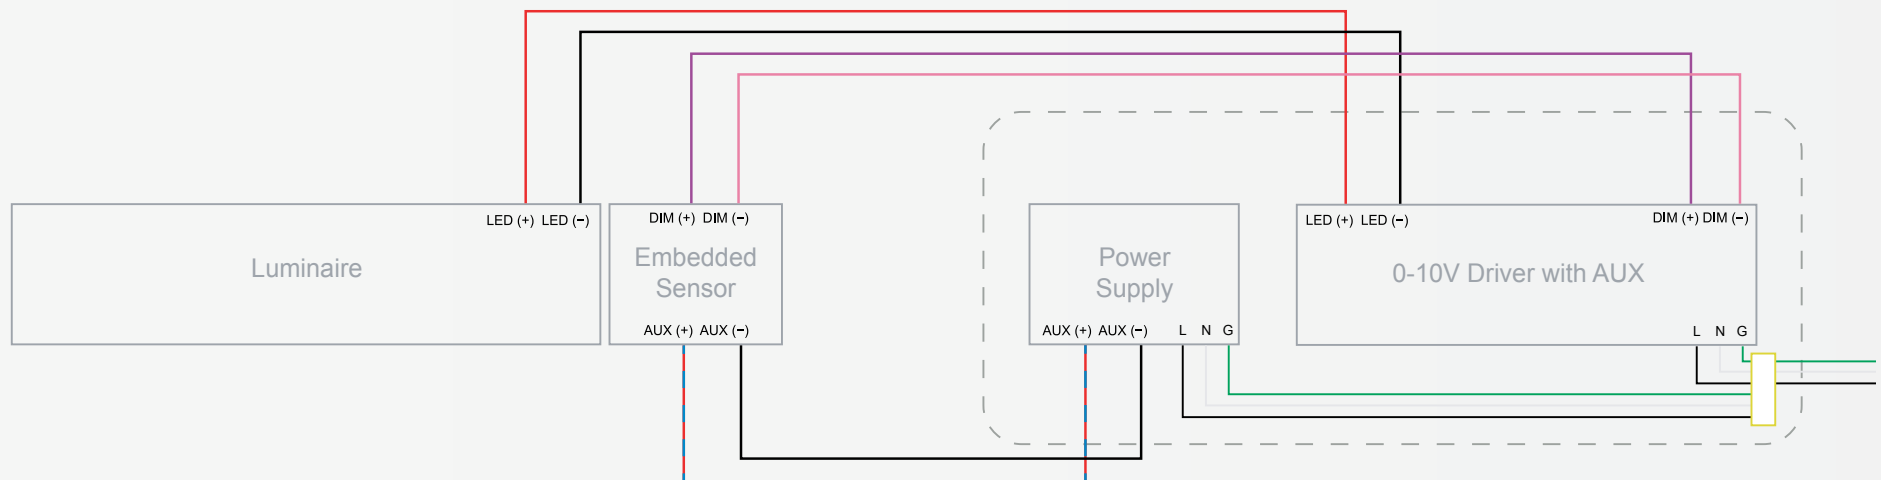 LED (+) LED (–)
Luminaire
DIM (+) DIM (–)
Embedded
Sensor
AUX (+) AUX (–)
Power
Supply
AUX (+) AUX (–) L N G
LED (+) LED (–)
DIM (+) DIM (–)
0-10V Driver with AUX
L N G